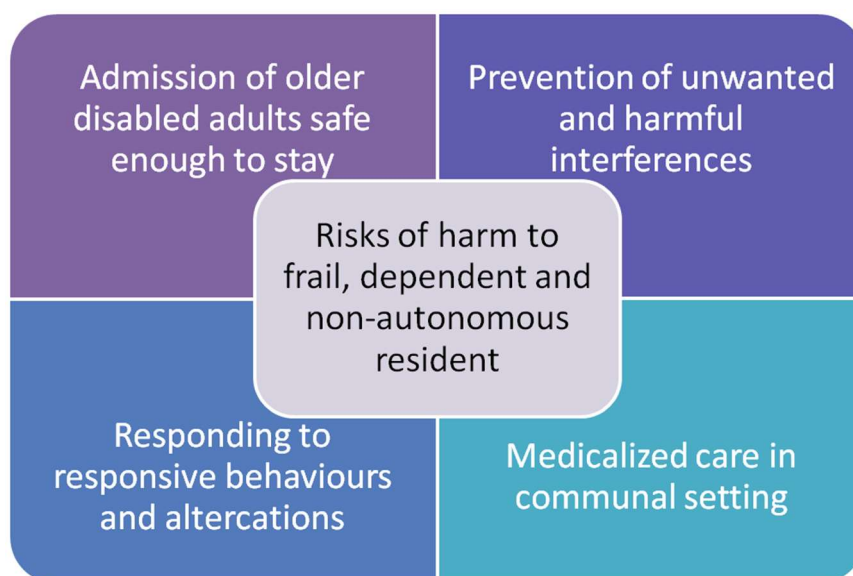 Admission of older
disabled adults safe
enough to stay
Prevention of unwanted
and harmful
interferences
Risks of harm to
frail, dependent and
non-autonomous
resident
Responding to
responsive behaviours
and altercations
Medicalized care in
communal setting